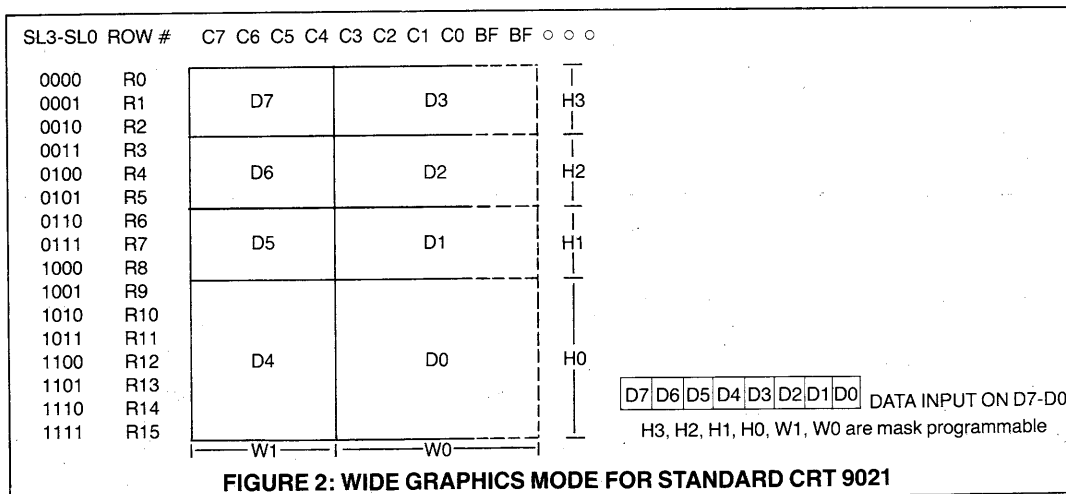 SL3-SL0 ROW # C7 C6 C5 C4 C3 C2 C1 C0 BF BF ○ ○ ○
0000 R0
0001 R1 D7 D3 H3
0010 R2
0011 R3
0100 R4 D6 D2 H2
0101 R5
0110 R6
0111 R7 D5 D1 H1
1000 R8
1001 R9
1010 R10
1011 R11
1100 R12 D4 D0 H0
1101 R13
1110 R14
1111 R15
W1 W0
D7 D6 D5 D4 D3 D2 D1 D0 DATA INPUT ON D7-D0
H3, H2, H1, H0, W1, W0 are mask programmable
FIGURE 2: WIDE GRAPHICS MODE FOR STANDARD CRT 9021